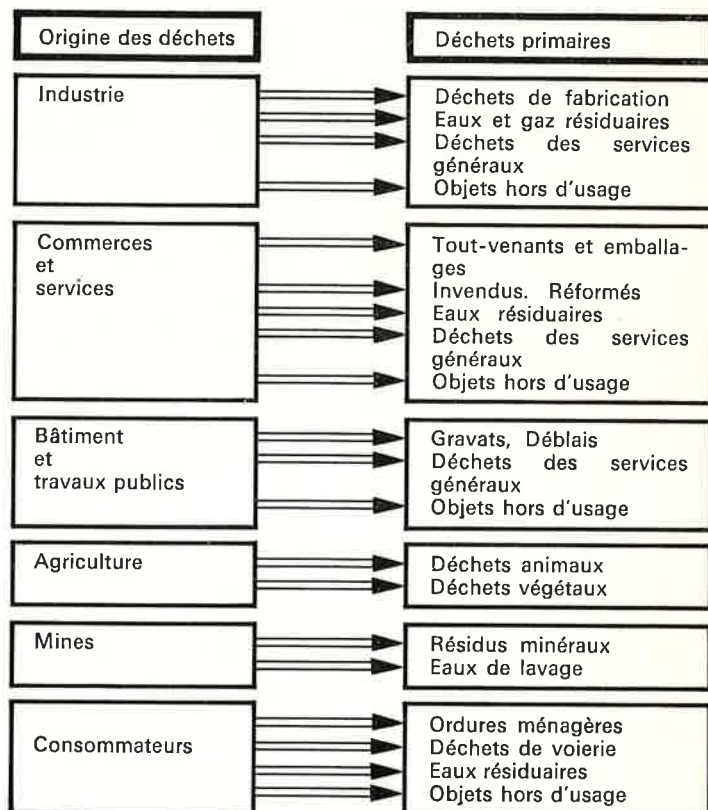 Origine des déchets
Déchets primaires
Industrie
Déchets de fabrication
Eaux et gaz résiduaires
Déchets des services
généraux
Objets hors d'usage
Commerces
et
services
Tout-venants et emballa-
ges
Invendus. Réformés
Eaux résiduaires
Déchets des services
généraux
Objets hors d'usage
Bâtiment
et
travaux publics
Gravats, Déblais
Déchets des services
généraux
Objets hors d'usage
Agriculture
Déchets animaux
Déchets végétaux
Mines
Résidus minéraux
Eaux de lavage
Consommateurs
Ordures ménagères
Déchets de voierie
Eaux résiduaires
Objets hors d'usage